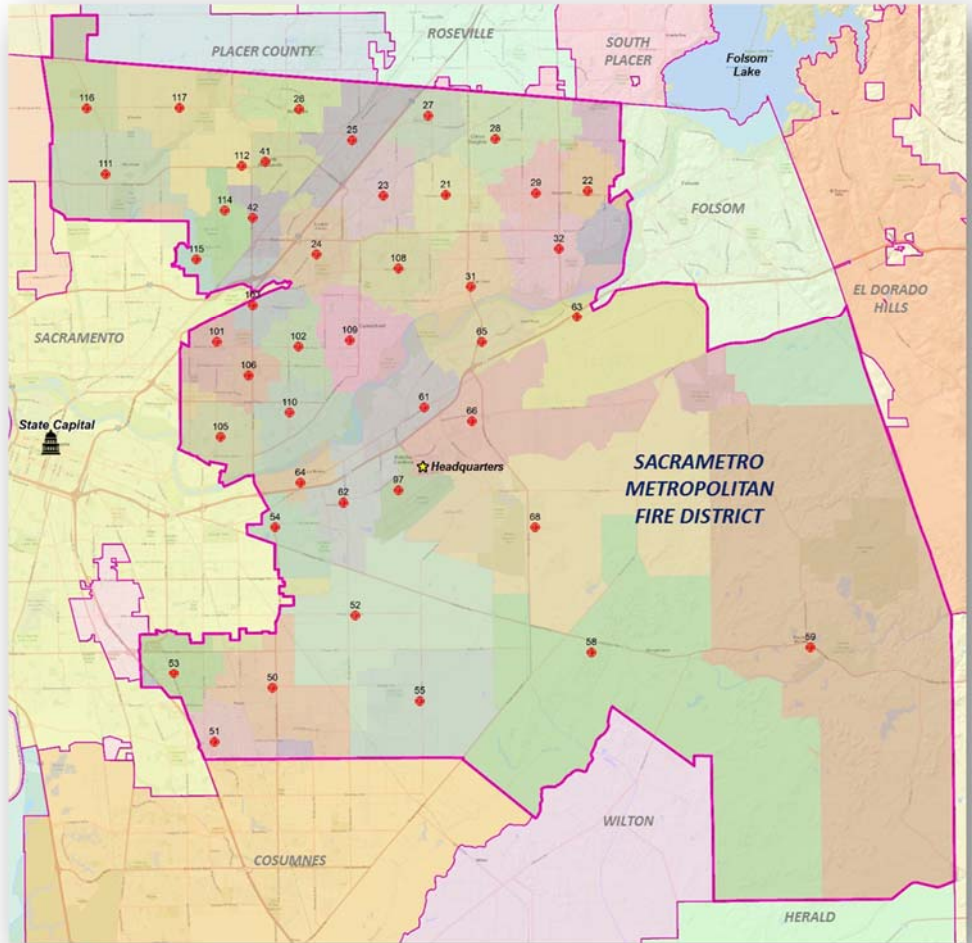 PLACER COUNTY
ROSEVILLE
SOUTH
PLACER
Folsom
Lake
116
117
26
27
25
28
112
41
111
23
21
29
22
114
42
FOLSOM
115
24
108
32
31
EL DORADO
HILLS
63
SACRAMENTO
101
102
109
65
106
State Capital
110
61
66
105
Headquarters
SACRAMETRO
METROPOLITAN
FIRE DISTRICT
64
62
97
54
68
52
58
59
53
50
55
51
WILTON
COSUMNES
HERALD